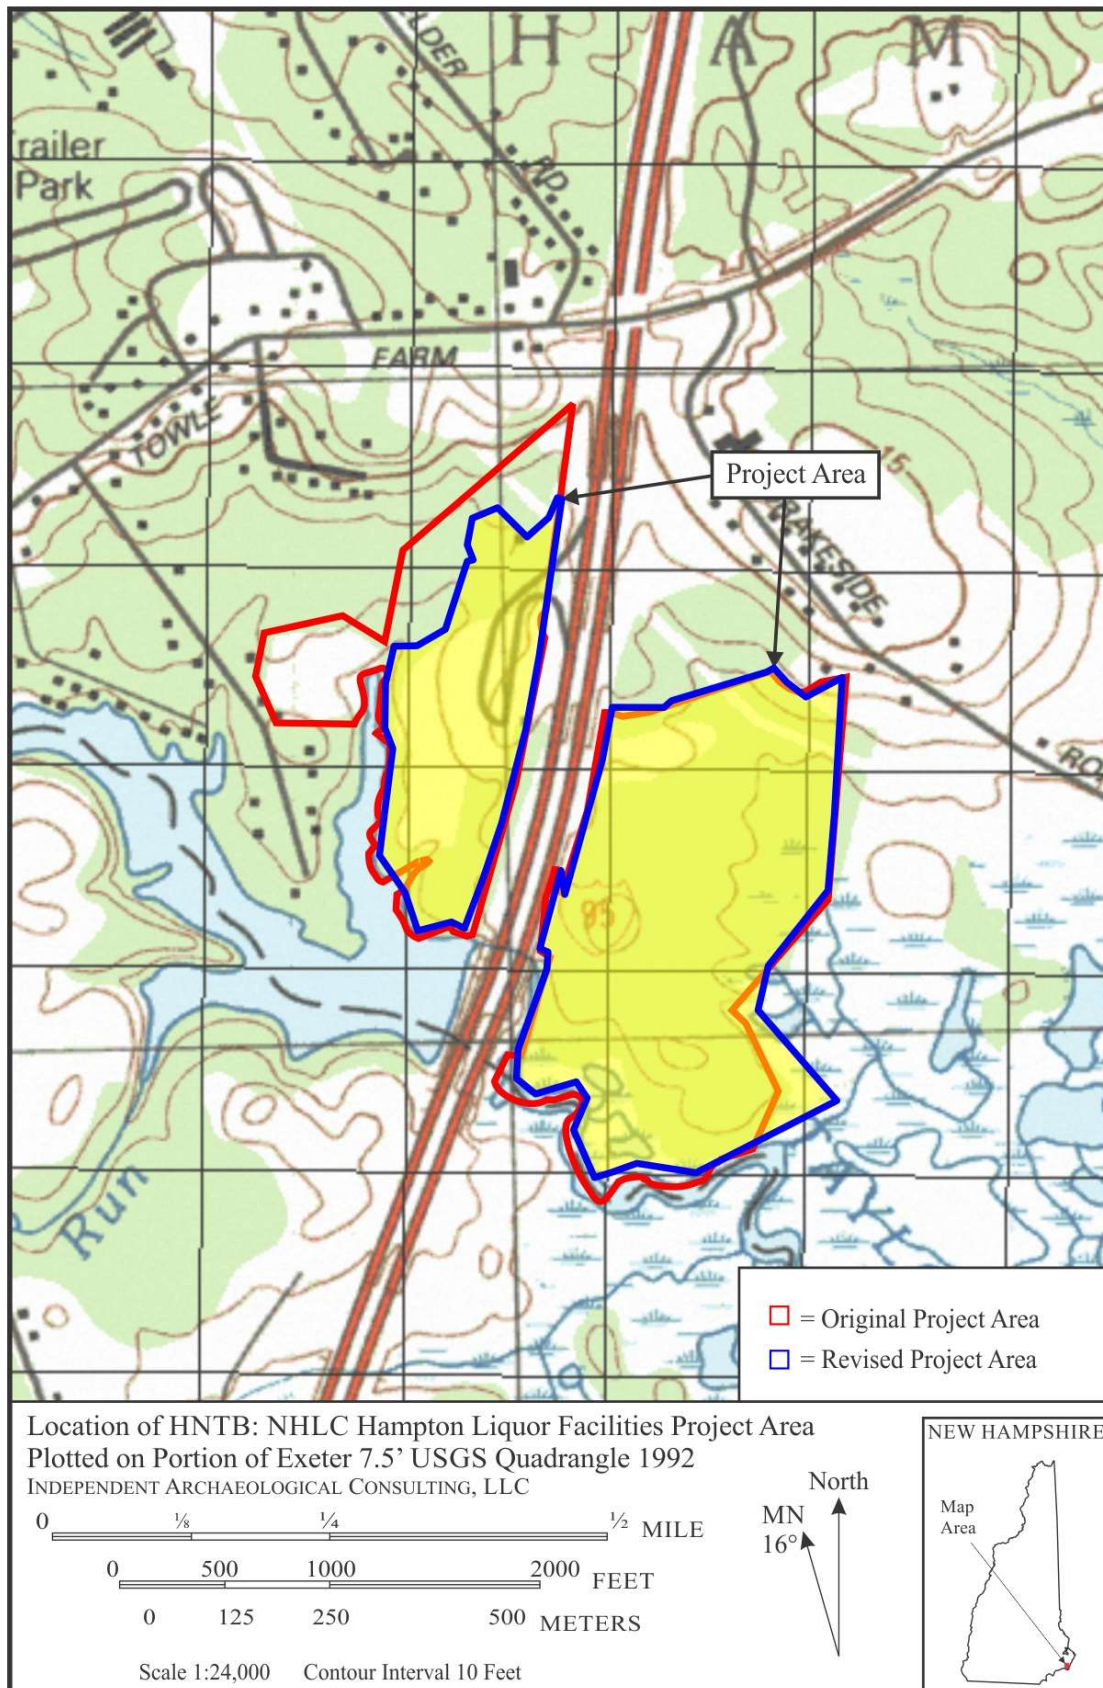 H A M
ELDER
RD
railer
Park
FARM
TOWLE
15
Project Area
OAKESIDE
95
Run
= Original Project Area
= Revised Project Area
Location of HNTB: NHLC Hampton Liquor Facilities Project Area
Plotted on Portion of Exeter 7.5’ USGS Quadrangle 1992
INDEPENDENT ARCHAEOLOGICAL CONSULTING, LLC
0 ⅛ ¼ ½ MILE
0 500 1000 2000 FEET
0 125 250 500 METERS
Scale 1:24,000 Contour Interval 10 Feet
North
MN
16°
NEW HAMPSHIRE
Map
Area